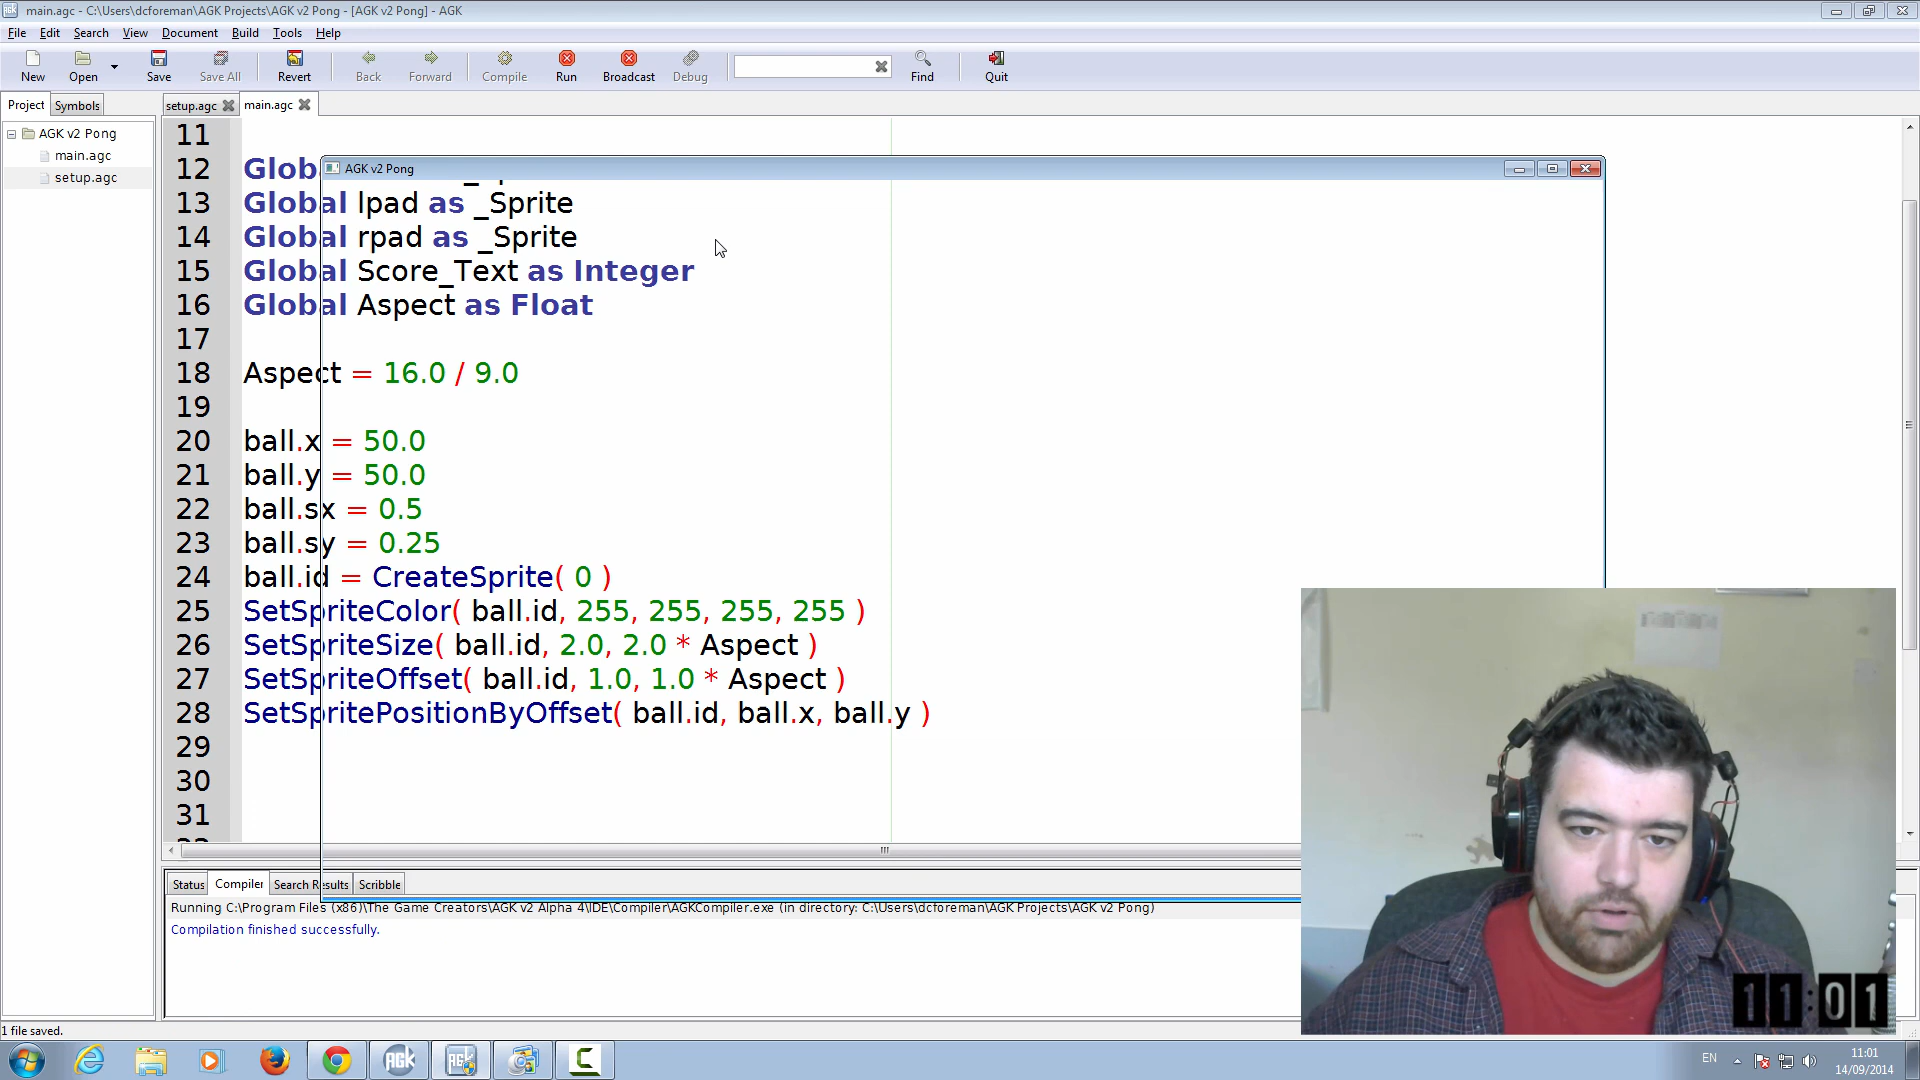 main.agc - C:\Users\dcforeman\AGK Projects\AGK v2 Pong - [AGK v2 Pong] - AGK
File Edit Search View Document Build Tools Help
New Open Save Save All Revert Back Forward Compile Run Broadcast Debug Find Quit
Project Symbols setup.agc main.agc
AGK v2 Pong
main.agc
setup.agc
11
12 Globa
AGK v2 Pong
13 Global lpad as _Sprite
14 Global rpad as _Sprite
15 Global Score_Text as Integer
16 Global Aspect as Float
17
18 Aspect = 16.0 / 9.0
19
20 ball.x = 50.0
21 ball.y = 50.0
22 ball.sx = 0.5
23 ball.sy = 0.25
24 ball.id = CreateSprite( 0 )
25 SetSpriteColor( ball.id, 255, 255, 255, 255 )
26 SetSpriteSize( ball.id, 2.0, 2.0 * Aspect )
27 SetSpriteOffset( ball.id, 1.0, 1.0 * Aspect )
28 SetSpritePositionByOffset( ball.id, ball.x, ball.y )
29
30
31
Status Compiler Search Results Scribble
Running C:\Program Files (x86)\The Game Creators\AGK v2 Alpha 4\IDE\Compiler\AGKCompiler.exe (in directory: C:\Users\dcforeman\AGK Projects\AGK v2 Pong)
Compilation finished successfully.
11:01
1 file saved.
AGK
AGK
EN
11:01
14/09/2014